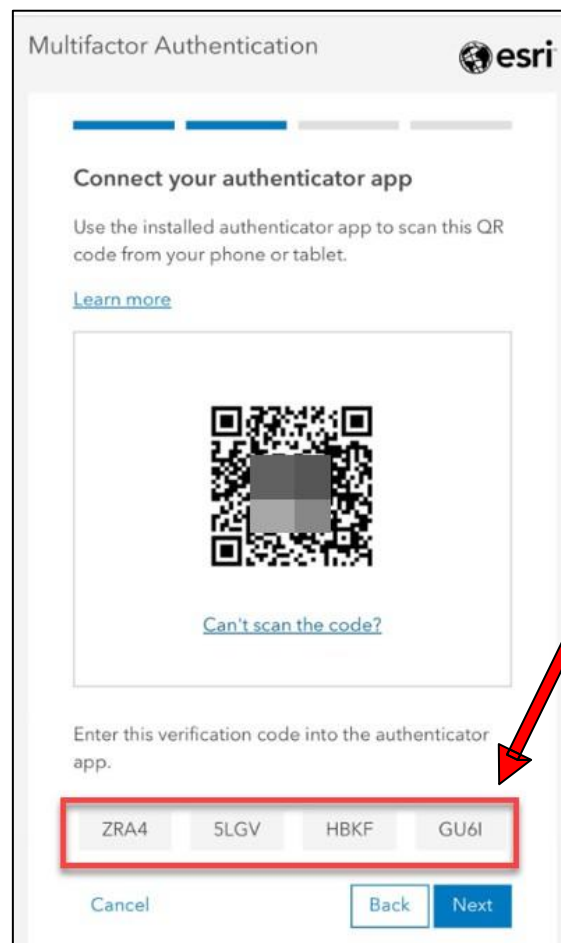 Multifactor Authentication
esri
Connect your authenticator app
Use the installed authenticator app to scan this QR
code from your phone or tablet.
Learn more
Can't scan the code?
Enter this verification code into the authenticator
app.
ZRA4 5LGV HBKF GU6I
Cancel Back Next